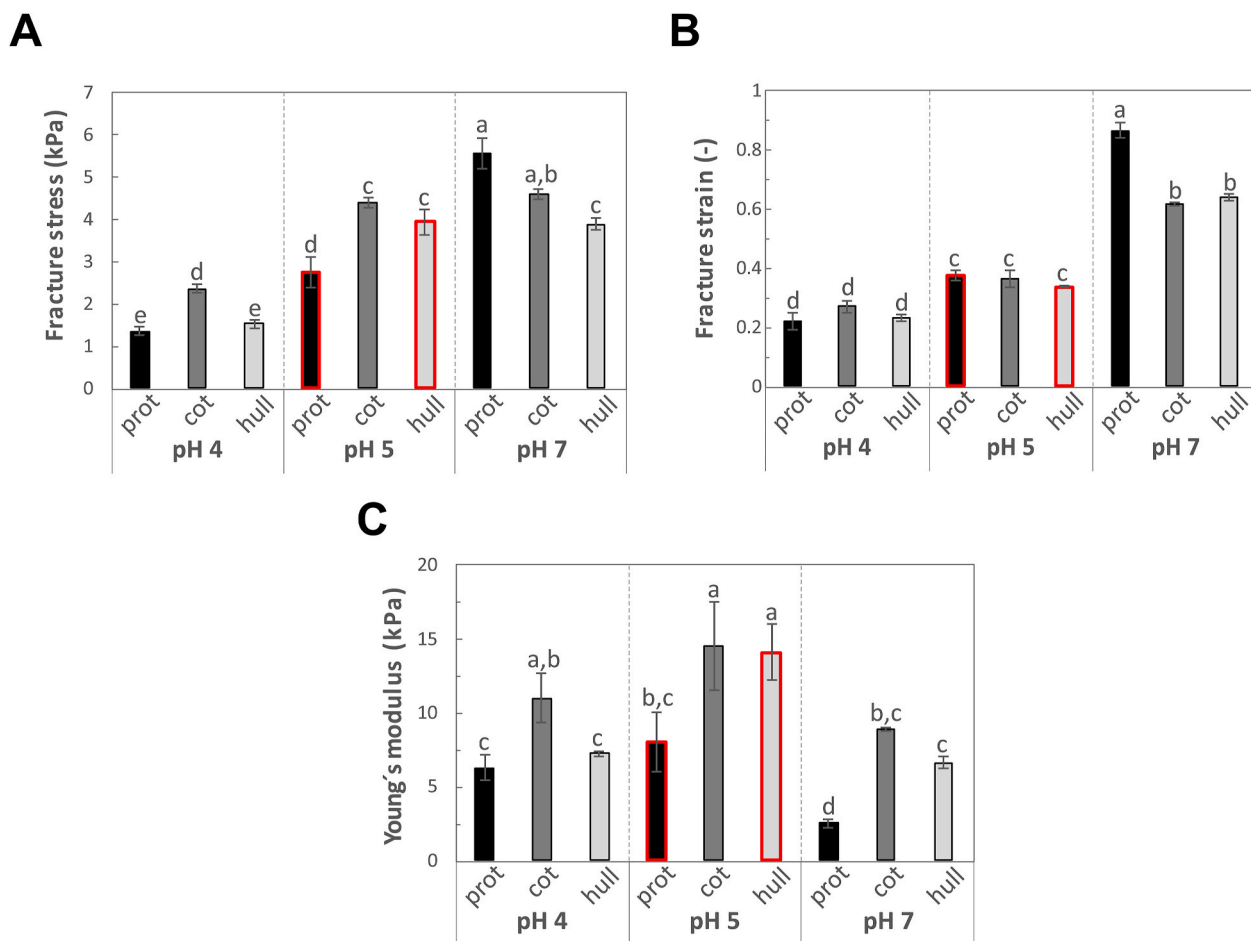 A
Fracture stress (kPa)
7
6
5
4
3
2
1
0
e
d
e
d
c
c
a
a,b
c
prot
cot
hull
prot
cot
hull
prot
cot
hull
pH 4
pH 5
pH 7
B
Fracture strain (-)
1
0.8
0.6
0.4
0.2
0
d
d
d
c
c
c
a
b
b
prot
cot
hull
prot
cot
hull
prot
cot
hull
pH 4
pH 5
pH 7
C
Young´s modulus (kPa)
20
15
10
5
0
c
a,b
c
b,c
a
a
d
b,c
c
prot
cot
hull
prot
cot
hull
prot
cot
hull
pH 4
pH 5
pH 7